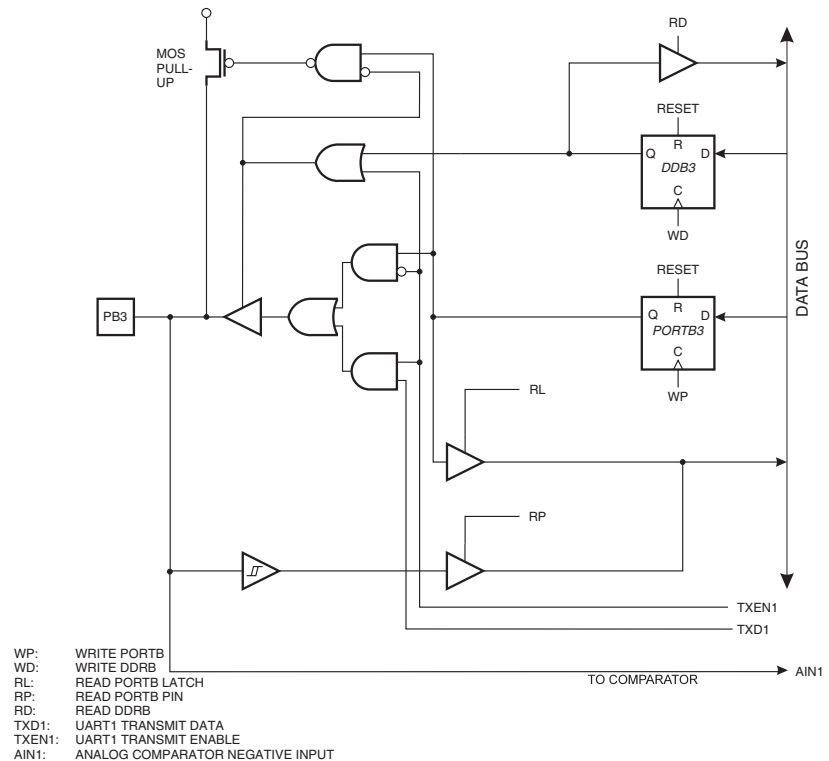 RD
MOS
PULL-
UP
RESET
R
Q
D
DDB3
C
WD
DATA BUS
RESET
R
Q
D
PORTB3
C
WP
PB3
RL
RP
TXEN1
TXD1
TO COMPARATOR
AIN1
WP: WRITE PORTB
WD: WRITE DDRB
RL: READ PORTB LATCH
RP: READ PORTB PIN
RD: READ DDRB
TXD1: UART1 TRANSMIT DATA
TXEN1: UART1 TRANSMIT ENABLE
AIN1: ANALOG COMPARATOR NEGATIVE INPUT